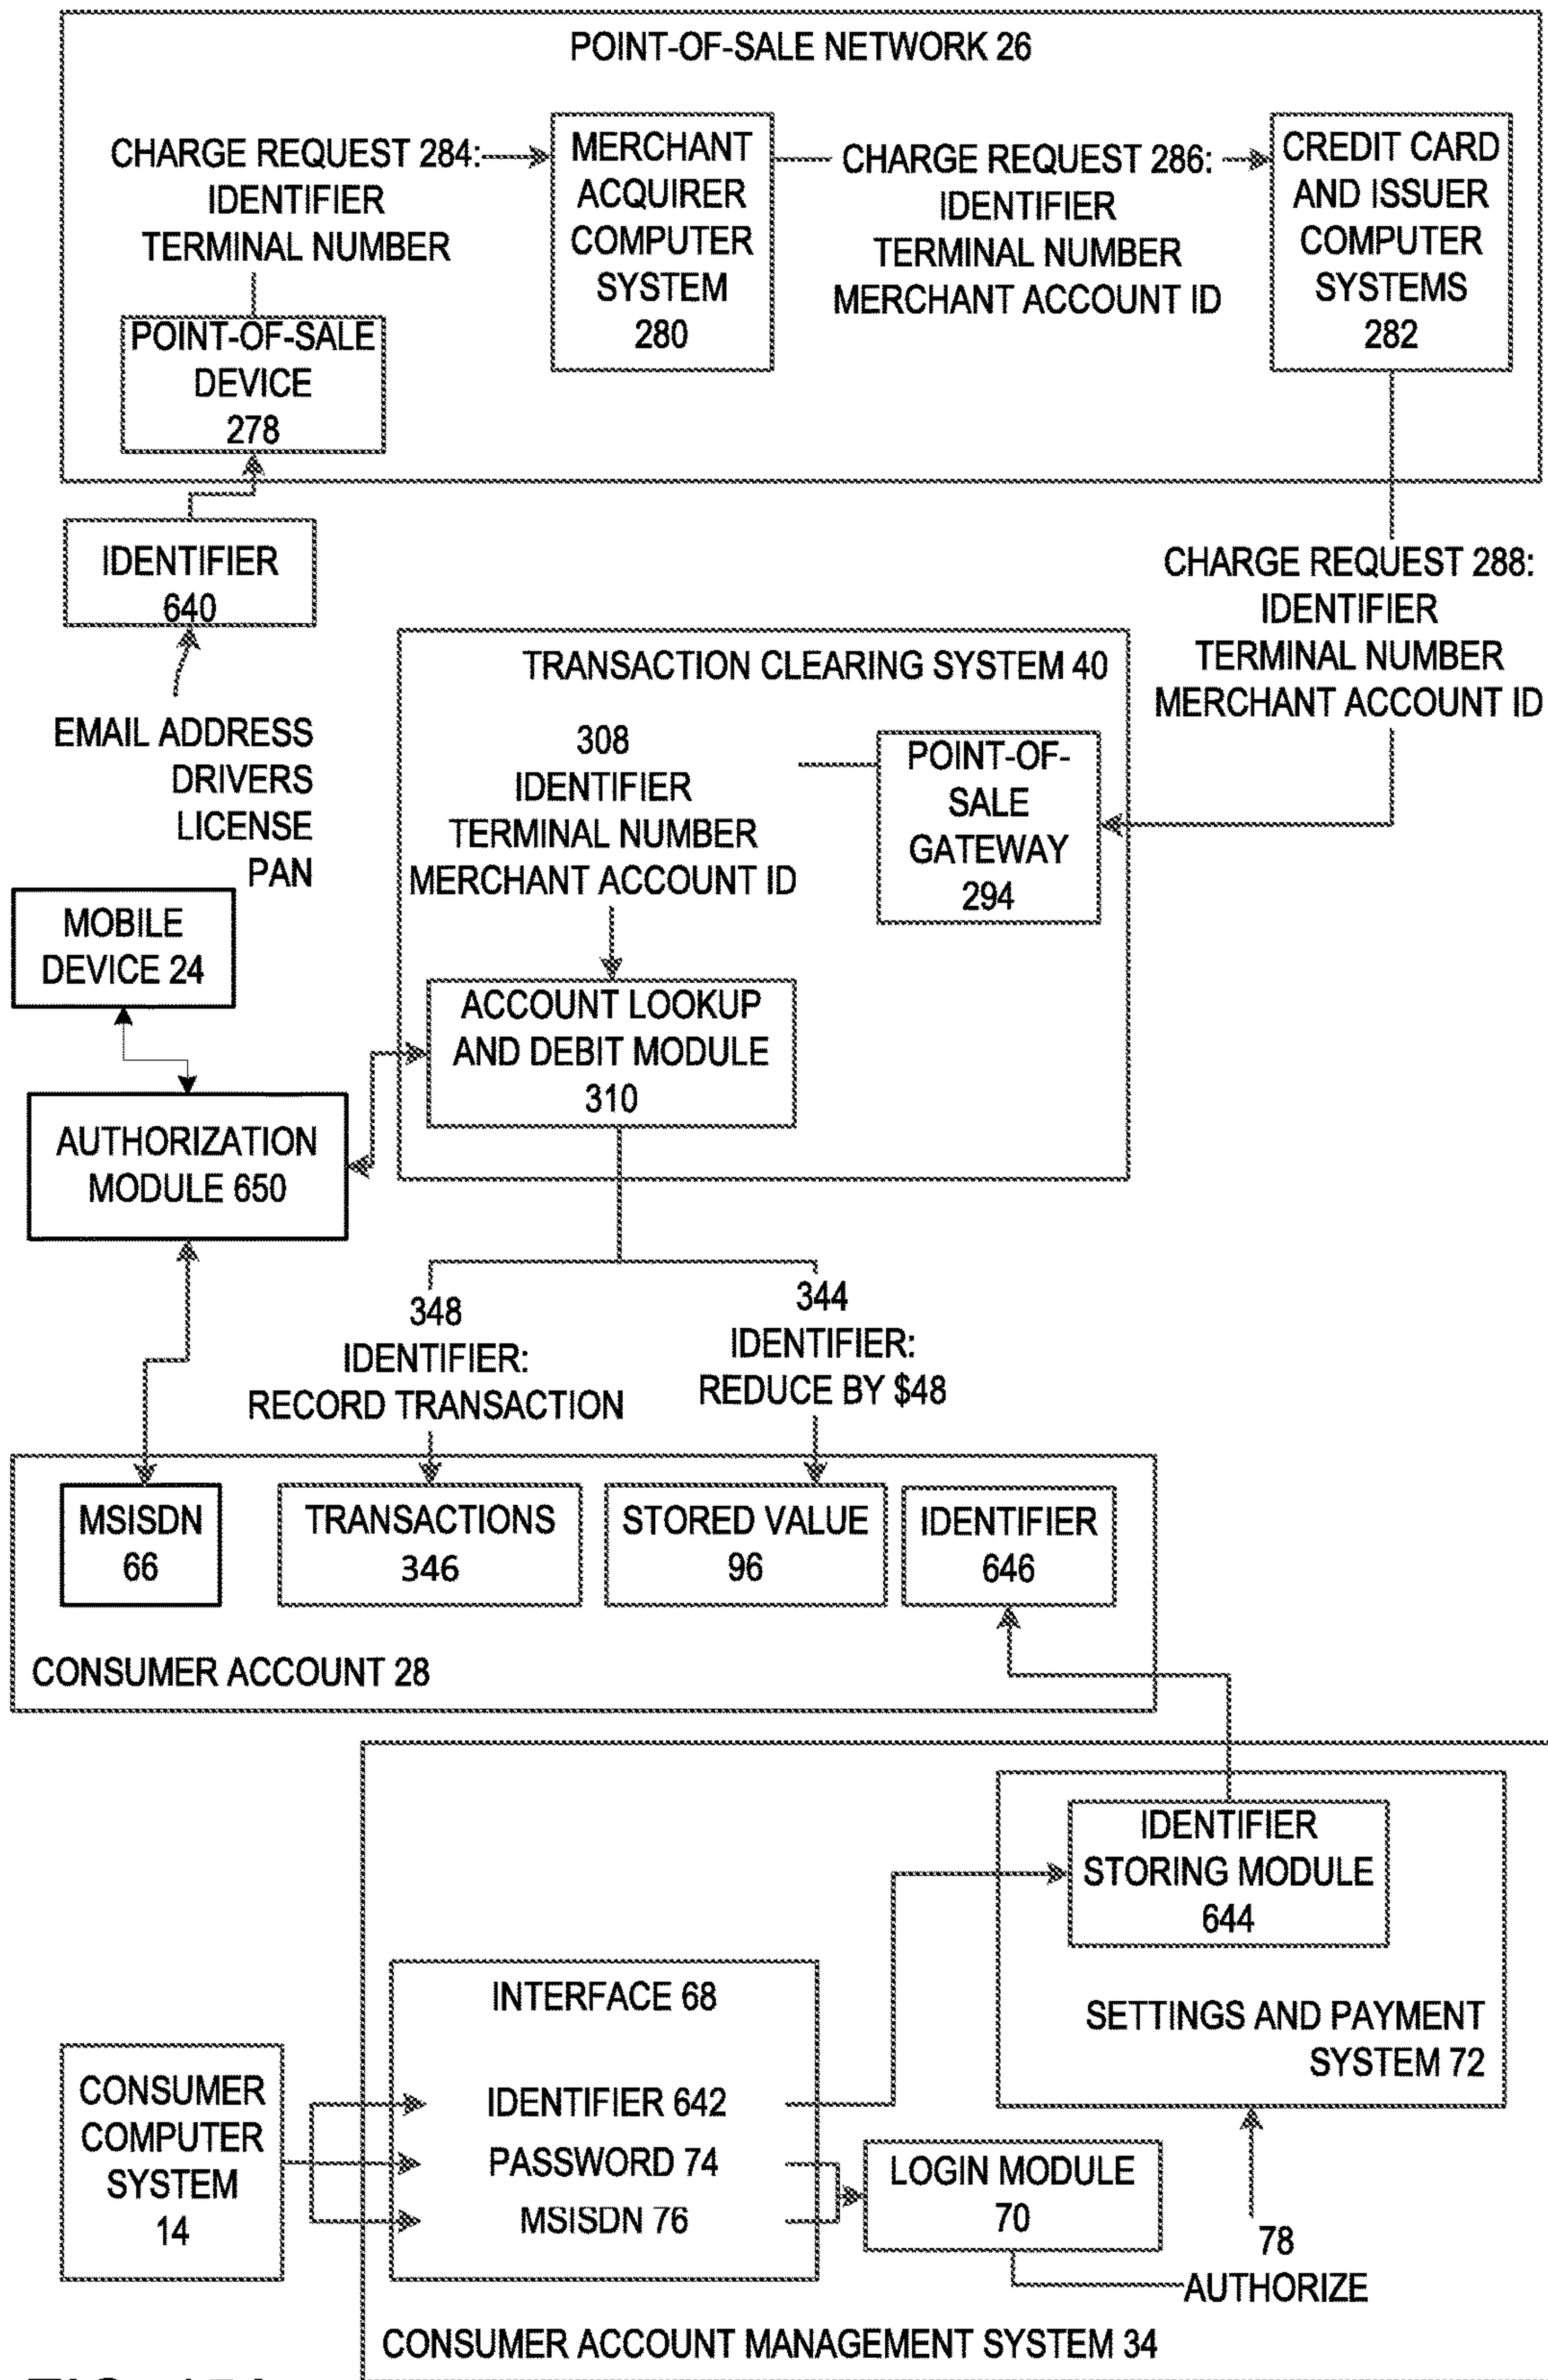 POINT-OF-SALE NETWORK 26
CHARGE REQUEST 284:
IDENTIFIER
TERMINAL NUMBER
MERCHANT
ACQUIRER
COMPUTER
SYSTEM
280
CHARGE REQUEST 286:
IDENTIFIER
TERMINAL NUMBER
MERCHANT ACCOUNT ID
CREDIT CARD
AND ISSUER
COMPUTER
SYSTEMS
282
POINT-OF-SALE
DEVICE
278
IDENTIFIER
640
EMAIL ADDRESS
DRIVERS
LICENSE
PAN
CHARGE REQUEST 288:
IDENTIFIER
TERMINAL NUMBER
MERCHANT ACCOUNT ID
TRANSACTION CLEARING SYSTEM 40
308
IDENTIFIER
TERMINAL NUMBER
MERCHANT ACCOUNT ID
POINT-OF-
SALE
GATEWAY
294
MOBILE
DEVICE 24
ACCOUNT LOOKUP
AND DEBIT MODULE
310
AUTHORIZATION
MODULE 650
348
IDENTIFIER:
RECORD TRANSACTION
344
IDENTIFIER:
REDUCE BY $48
MSISDN
66
TRANSACTIONS
346
STORED VALUE
96
IDENTIFIER
646
CONSUMER ACCOUNT 28
IDENTIFIER
STORING MODULE
644
SETTINGS AND PAYMENT
SYSTEM 72
INTERFACE 68
IDENTIFIER 642
PASSWORD 74
MSISDN 76
CONSUMER
COMPUTER
SYSTEM
14
LOGIN MODULE
70
78
AUTHORIZE
CONSUMER ACCOUNT MANAGEMENT SYSTEM 34